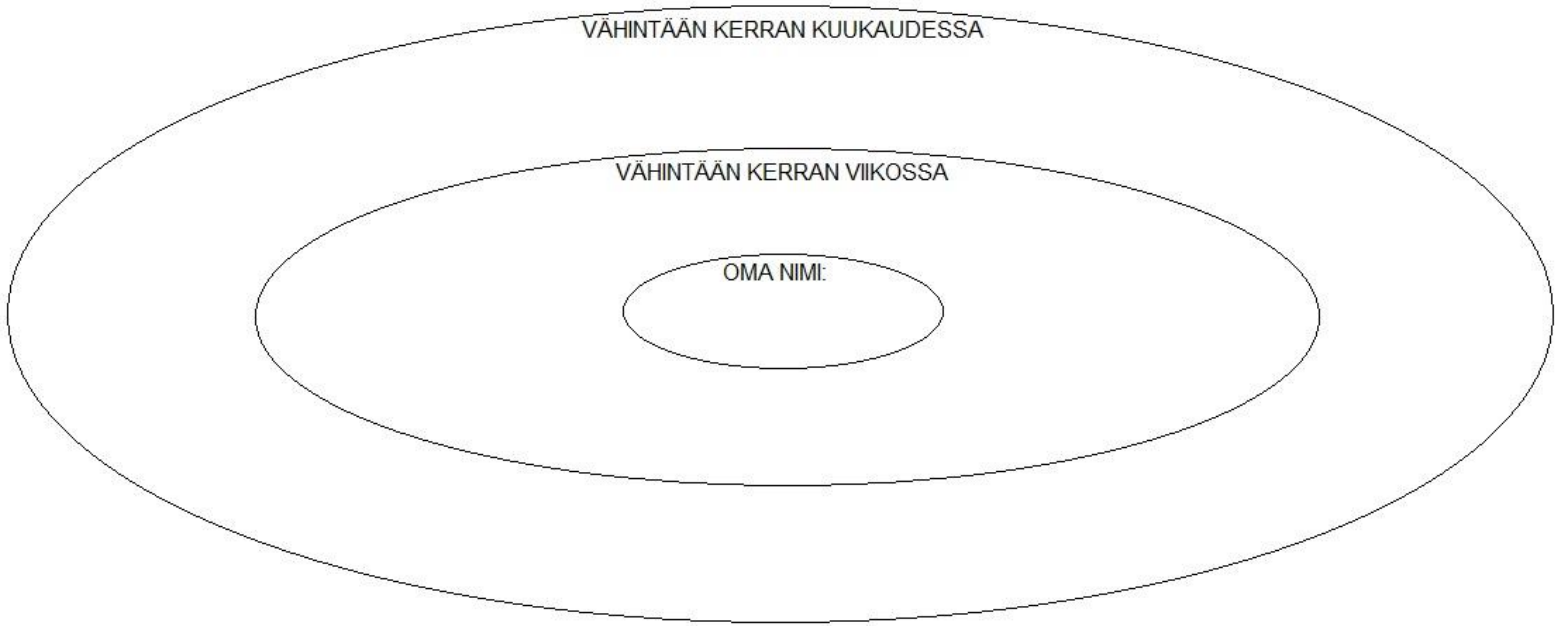 VÄHINTÄÄN KERRAN KUUKAUDESSA
VÄHINTÄÄN KERRAN VIIKOSSA
OMA NIMI: